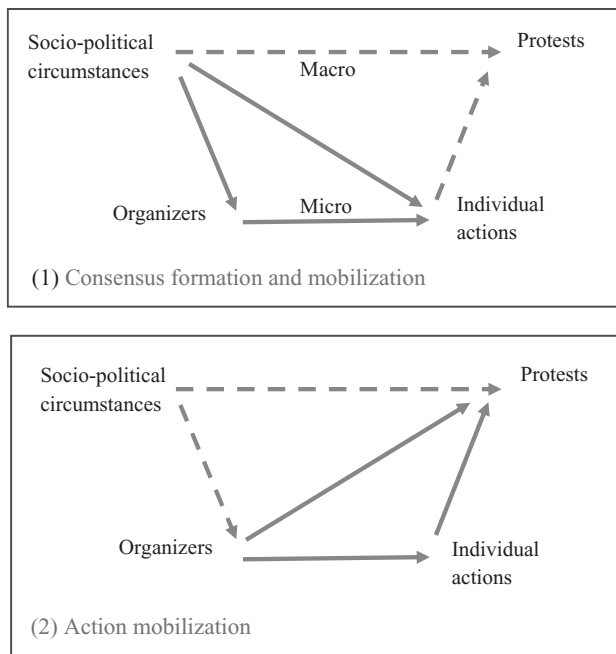 Socio-political
circumstances
Protests
Macro
Organizers
Micro
Individual
actions
(1) Consensus formation and mobilization
Socio-political
circumstances
Protests
Organizers
Individual
actions
(2) Action mobilization